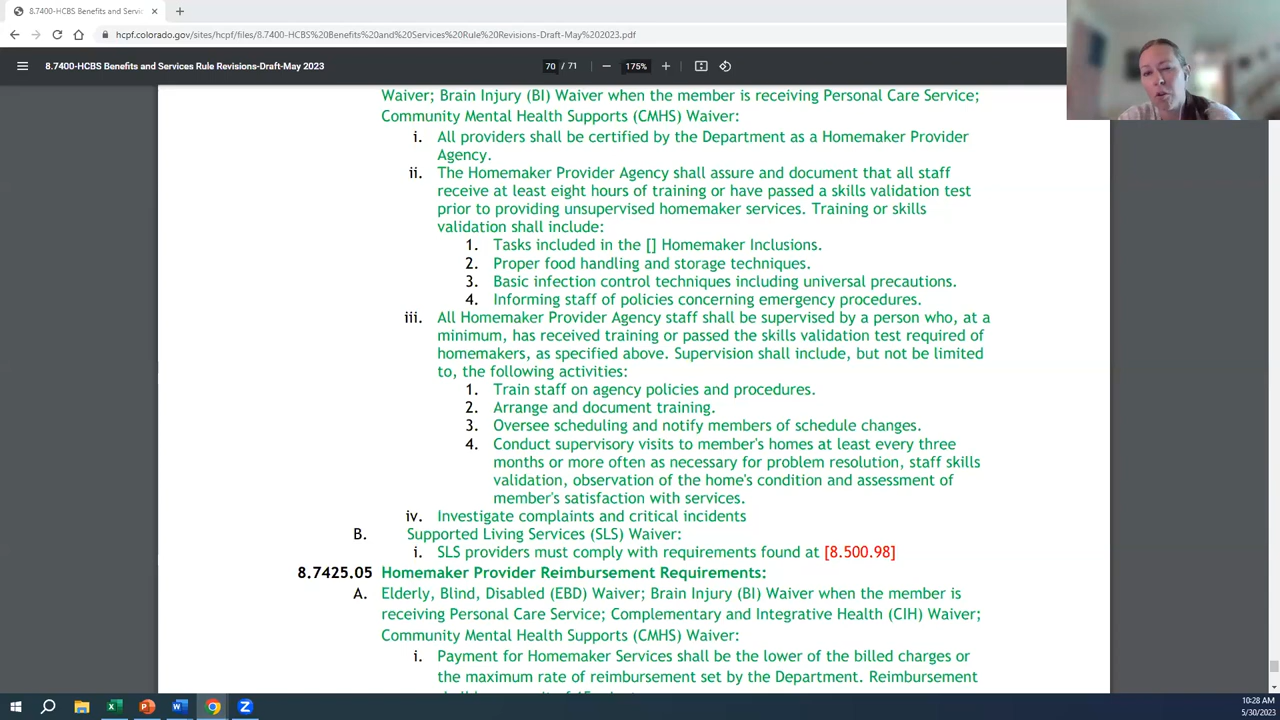 8.7400-HCBS Benefits and Servic
hcpf.colorado.gov/sites/hcpf/files/8.7400-HCBS%20Benefits%20and%20Services%20Rule%20Revisions-Draft-May%202023.pdf
8.7400-HCBS Benefits and Services Rule Revisions-Draft-May 2023 70 / 71 175%
Waiver; Brain Injury (BI) Waiver when the member is receiving Personal Care Service;
Community Mental Health Supports (CMHS) Waiver:
i. All providers shall be certified by the Department as a Homemaker Provider
Agency.
ii. The Homemaker Provider Agency shall assure and document that all staff
receive at least eight hours of training or have passed a skills validation test
prior to providing unsupervised homemaker services. Training or skills
validation shall include:
1. Tasks included in the [] Homemaker Inclusions.
2. Proper food handling and storage techniques.
3. Basic infection control techniques including universal precautions.
4. Informing staff of policies concerning emergency procedures.
iii. All Homemaker Provider Agency staff shall be supervised by a person who, at a
minimum, has received training or passed the skills validation test required of
homemakers, as specified above. Supervision shall include, but not be limited
to, the following activities:
1. Train staff on agency policies and procedures.
2. Arrange and document training.
3. Oversee scheduling and notify members of schedule changes.
4. Conduct supervisory visits to member's homes at least every three
months or more often as necessary for problem resolution, staff skills
validation, observation of the home's condition and assessment of
member's satisfaction with services.
iv. Investigate complaints and critical incidents
B. Supported Living Services (SLS) Waiver:
i. SLS providers must comply with requirements found at [8.500.98]
8.7425.05 Homemaker Provider Reimbursement Requirements:
A. Elderly, Blind, Disabled (EBD) Waiver; Brain Injury (BI) Waiver when the member is
receiving Personal Care Service; Complementary and Integrative Health (CIH) Waiver;
Community Mental Health Supports (CMHS) Waiver:
i. Payment for Homemaker Services shall be the lower of the billed charges or
the maximum rate of reimbursement set by the Department. Reimbursement
10:28 AM
5/30/2023